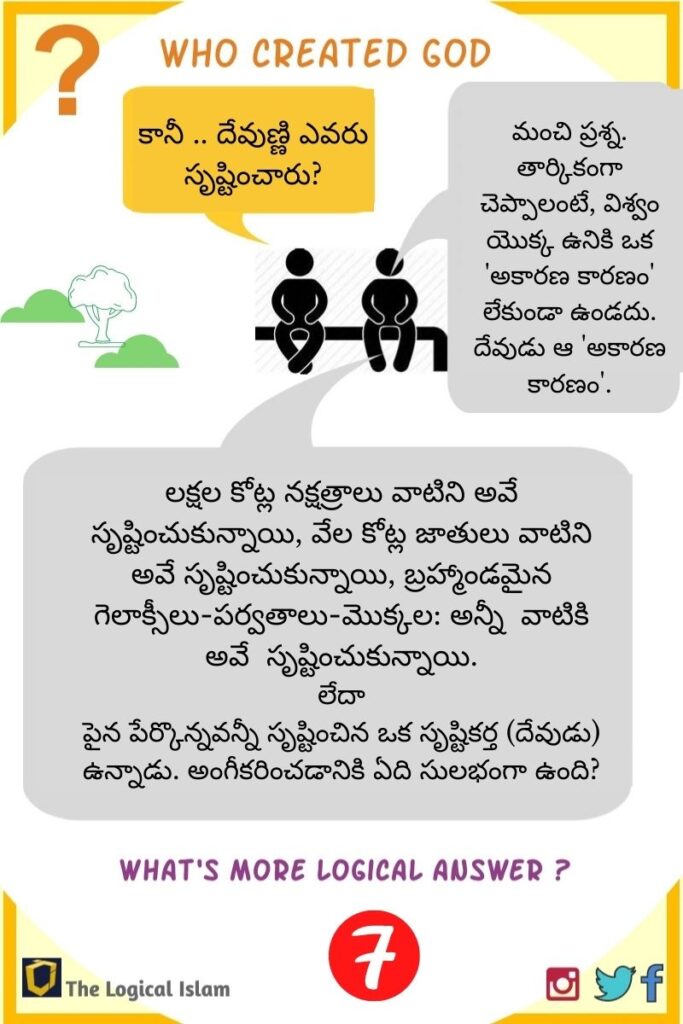 ?
WHO CREATED GOD
కానీ .. దేవుణ్ణి ఎవరు
సృష్టించారు?
మంచి ప్రశ్న.
తార్కికంగా
చెప్పాలంటే, విశ్వం
యొక్క ఉనికి ఒక
'అకారణ కారణం'
లేకుండా ఉండదు.
దేవుడు ఆ 'అకారణ
కారణం'.
లక్షల కోట్ల నక్షత్రాలు వాటిని అవే
సృష్టించుకున్నాయి, వేల కోట్ల జాతులు వాటిని
అవే సృష్టించుకున్నాయి, బ్రహ్మాండమైన
గెలాక్సీలు-పర్వతాలు-మొక్కల: అన్నీ వాటికి
అవే సృష్టించుకున్నాయి.
లేదా
పైన పేర్కొన్నవన్నీ సృష్టించిన ఒక సృష్టికర్త (దేవుడు)
ఉన్నాడు. అంగీకరించడానికి ఏది సులభంగా ఉంది?
WHAT'S MORE LOGICAL ANSWER ?
7
The Logical Islam